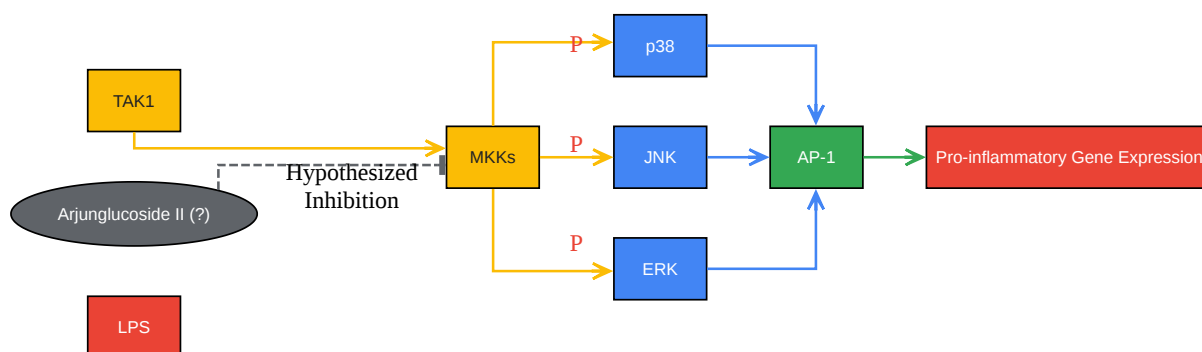 P
p38
TAK1
P
MKKs
JNK
AP-1
Pro-inflammatory Gene Expression
Hypothesized
Inhibition
Arjunglucoside II (?)
P
ERK
LPS